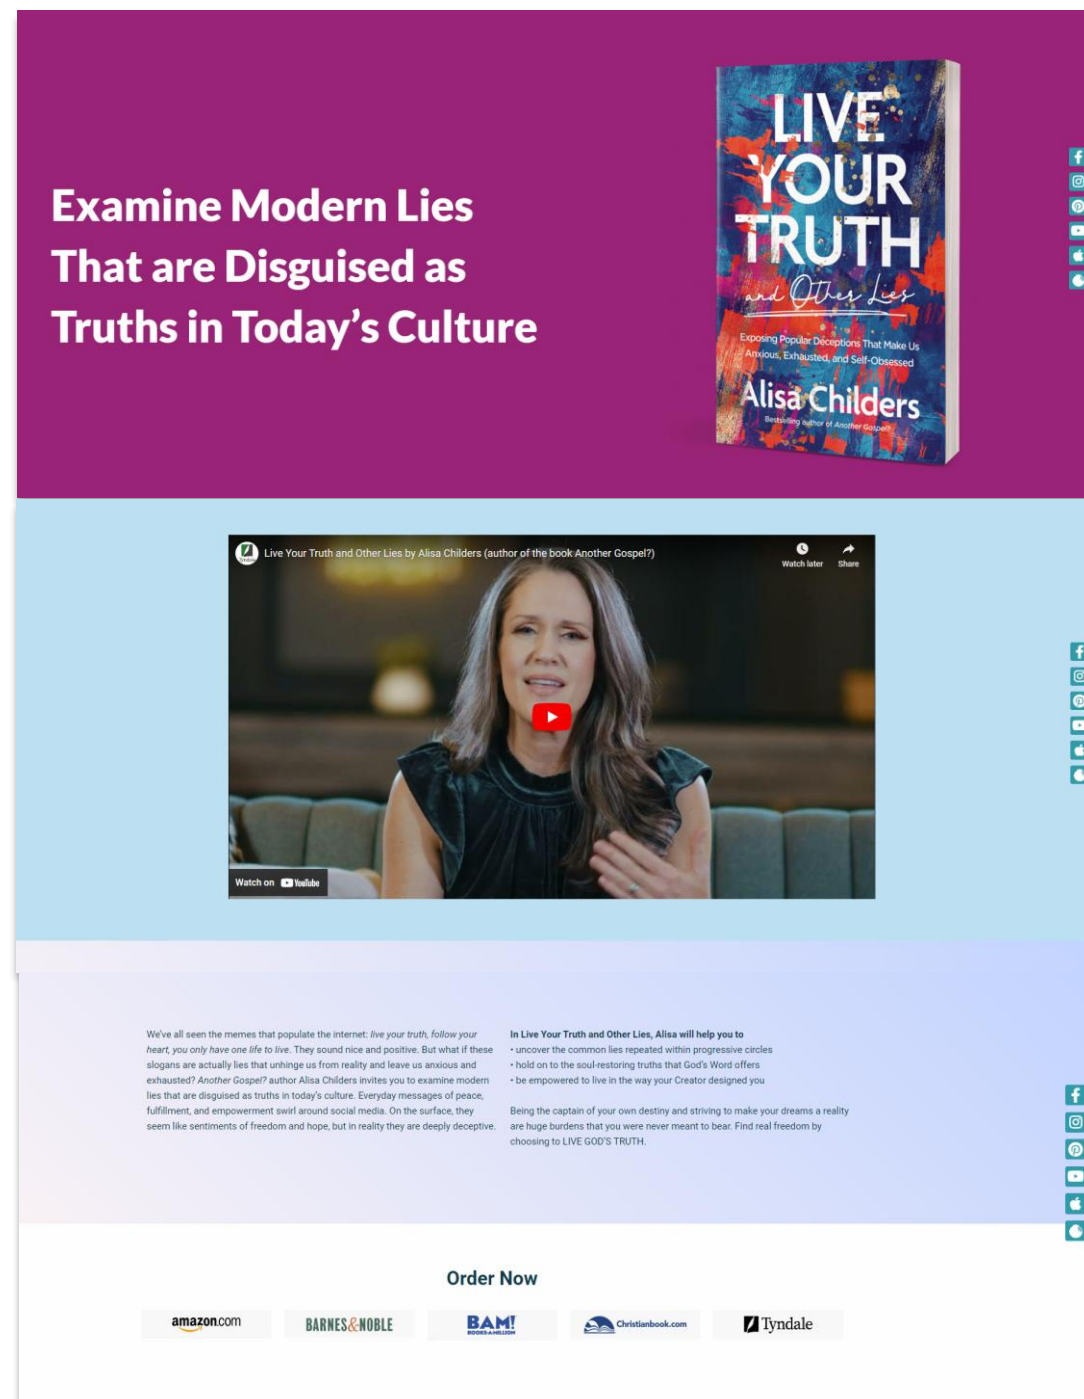 Examine Modern Lies
That are Disguised as
Truths in Today's Culture
LIVE
YOUR
TRUTH
and Other Lies
Exposing Popular Deceptions That Make Us
Anxious, Exhausted, and Self-Obsessed
Alisa Childers
Bestselling author of Another Gospel?
Tyndale
Live Your Truth and Other Lies by Alisa Childers (author of the book Another Gospel?)
Watch later
Share
Watch on YouTube
We've all seen the memes that populate the internet: live your truth, follow your
heart, you only have one life to live. They sound nice and positive. But what if these
slogans are actually lies that unhinge us from reality and leave us anxious and
exhausted? Another Gospel? author Alisa Childers invites you to examine modern
lies that are disguised as truths in today's culture. Everyday messages of peace,
fulfillment, and empowerment swirl around social media. On the surface, they
seem like sentiments of freedom and hope, but in reality they are deeply deceptive.
In Live Your Truth and Other Lies, Alisa will help you to
• uncover the common lies repeated within progressive circles
• hold on to the soul-restoring truths that God's Word offers
• be empowered to live in the way your Creator designed you
Being the captain of your own destiny and striving to make your dreams a reality
are huge burdens that you were never meant to bear. Find real freedom by
choosing to LIVE GOD'S TRUTH.
Order Now
amazon.com
BARNES&NOBLE
BAM!
BOOKS-A-MILLION
Christianbook.com
Tyndale